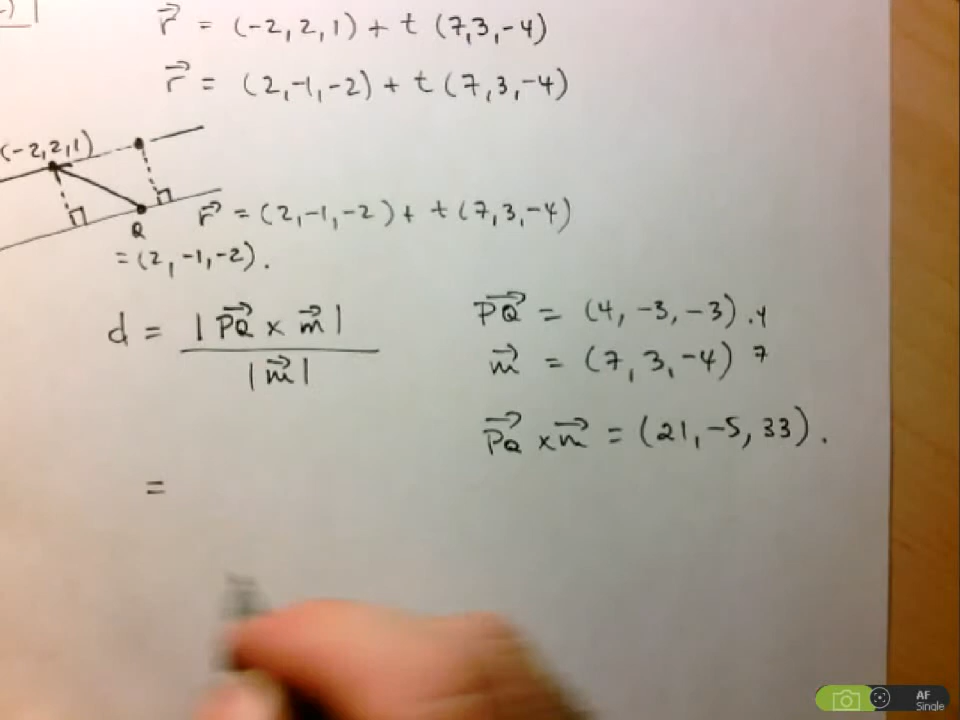 r⃗ = (-2, 2, 1) + t (7, 3, -4)
r⃗ = (2, -1, -2) + t (7, 3, -4)
(-2, 2, 1)
r⃗ = (2, -1, -2) + t (7, 3, -4)
Q
= (2, -1, -2).
d = |PQ⃗ × m⃗| / |m⃗|
PQ⃗ = (4, -3, -3) . 4
m⃗ = (7, 3, -4) 7
PQ⃗ × m⃗ = (21, -5, 33).
=
AF
Single